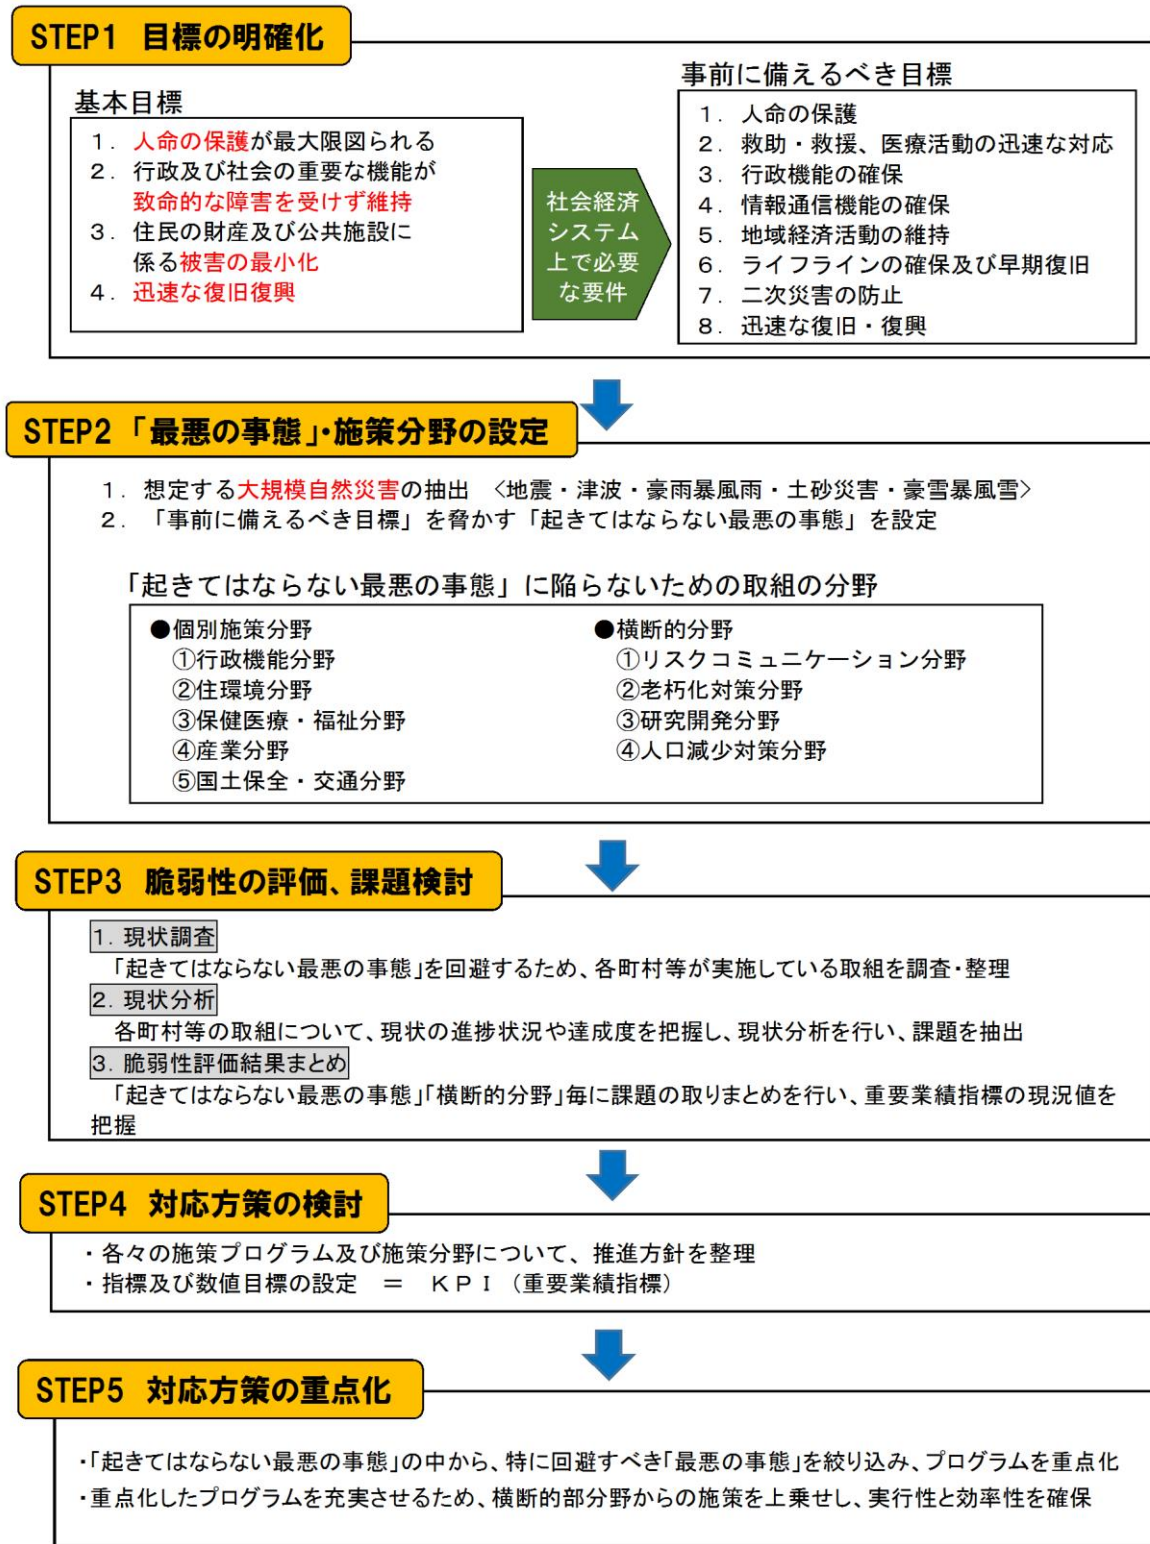 STEP1 目標の明確化
基本目標
１．人命の保護が最大限図られる
２．行政及び社会の重要な機能が
致命的な障害を受けず維持
３．住民の財産及び公共施設に
係る被害の最小化
４．迅速な復旧復興
社会経済
システム
上で必要
な要件
事前に備えるべき目標
１．人命の保護
２．救助・救援、医療活動の迅速な対応
３．行政機能の確保
４．情報通信機能の確保
５．地域経済活動の維持
６．ライフラインの確保及び早期復旧
７．二次災害の防止
８．迅速な復旧・復興
STEP2 「最悪の事態」・施策分野の設定
１．想定する大規模自然災害の抽出 <地震・津波・豪雨暴風雨・土砂災害・豪雪暴風雪>
２．「事前に備えるべき目標」を脅かす「起きてはならない最悪の事態」を設定
「起きてはならない最悪の事態」に陥らないための取組の分野
●個別施策分野
①行政機能分野
②住環境分野
③保健医療・福祉分野
④産業分野
⑤国土保全・交通分野
●横断的分野
①リスクコミュニケーション分野
②老朽化対策分野
③研究開発分野
④人口減少対策分野
STEP3 脆弱性の評価、課題検討
1. 現状調査
「起きてはならない最悪の事態」を回避するため、各町村等が実施している取組を調査・整理
2. 現状分析
各町村等の取組について、現状の進捗状況や達成度を把握し、現状分析を行い、課題を抽出
3. 脆弱性評価結果まとめ
「起きてはならない最悪の事態」「横断的分野」毎に課題の取りまとめを行い、重要業績指標の現況値を
把握
STEP4 対応方策の検討
・各々の施策プログラム及び施策分野について、推進方針を整理
・指標及び数値目標の設定 ＝ ＫＰＩ（重要業績指標）
STEP5 対応方策の重点化
・「起きてはならない最悪の事態」の中から、特に回避すべき「最悪の事態」を絞り込み、プログラムを重点化
・重点化したプログラムを充実させるため、横断的部分野からの施策を上乗せし、実行性と効率性を確保